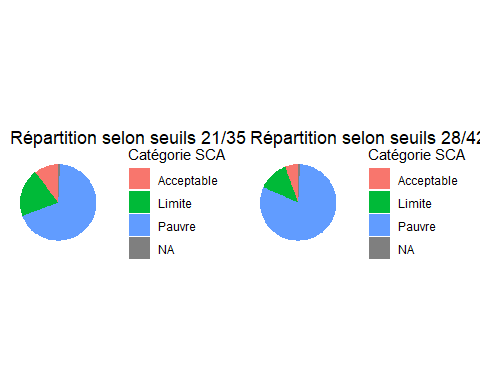 Répartition selon seuils 21/35
Catégorie SCA
Acceptable
Limite
Pauvre
NA
Répartition selon seuils 28/42
Catégorie SCA
Acceptable
Limite
Pauvre
NA